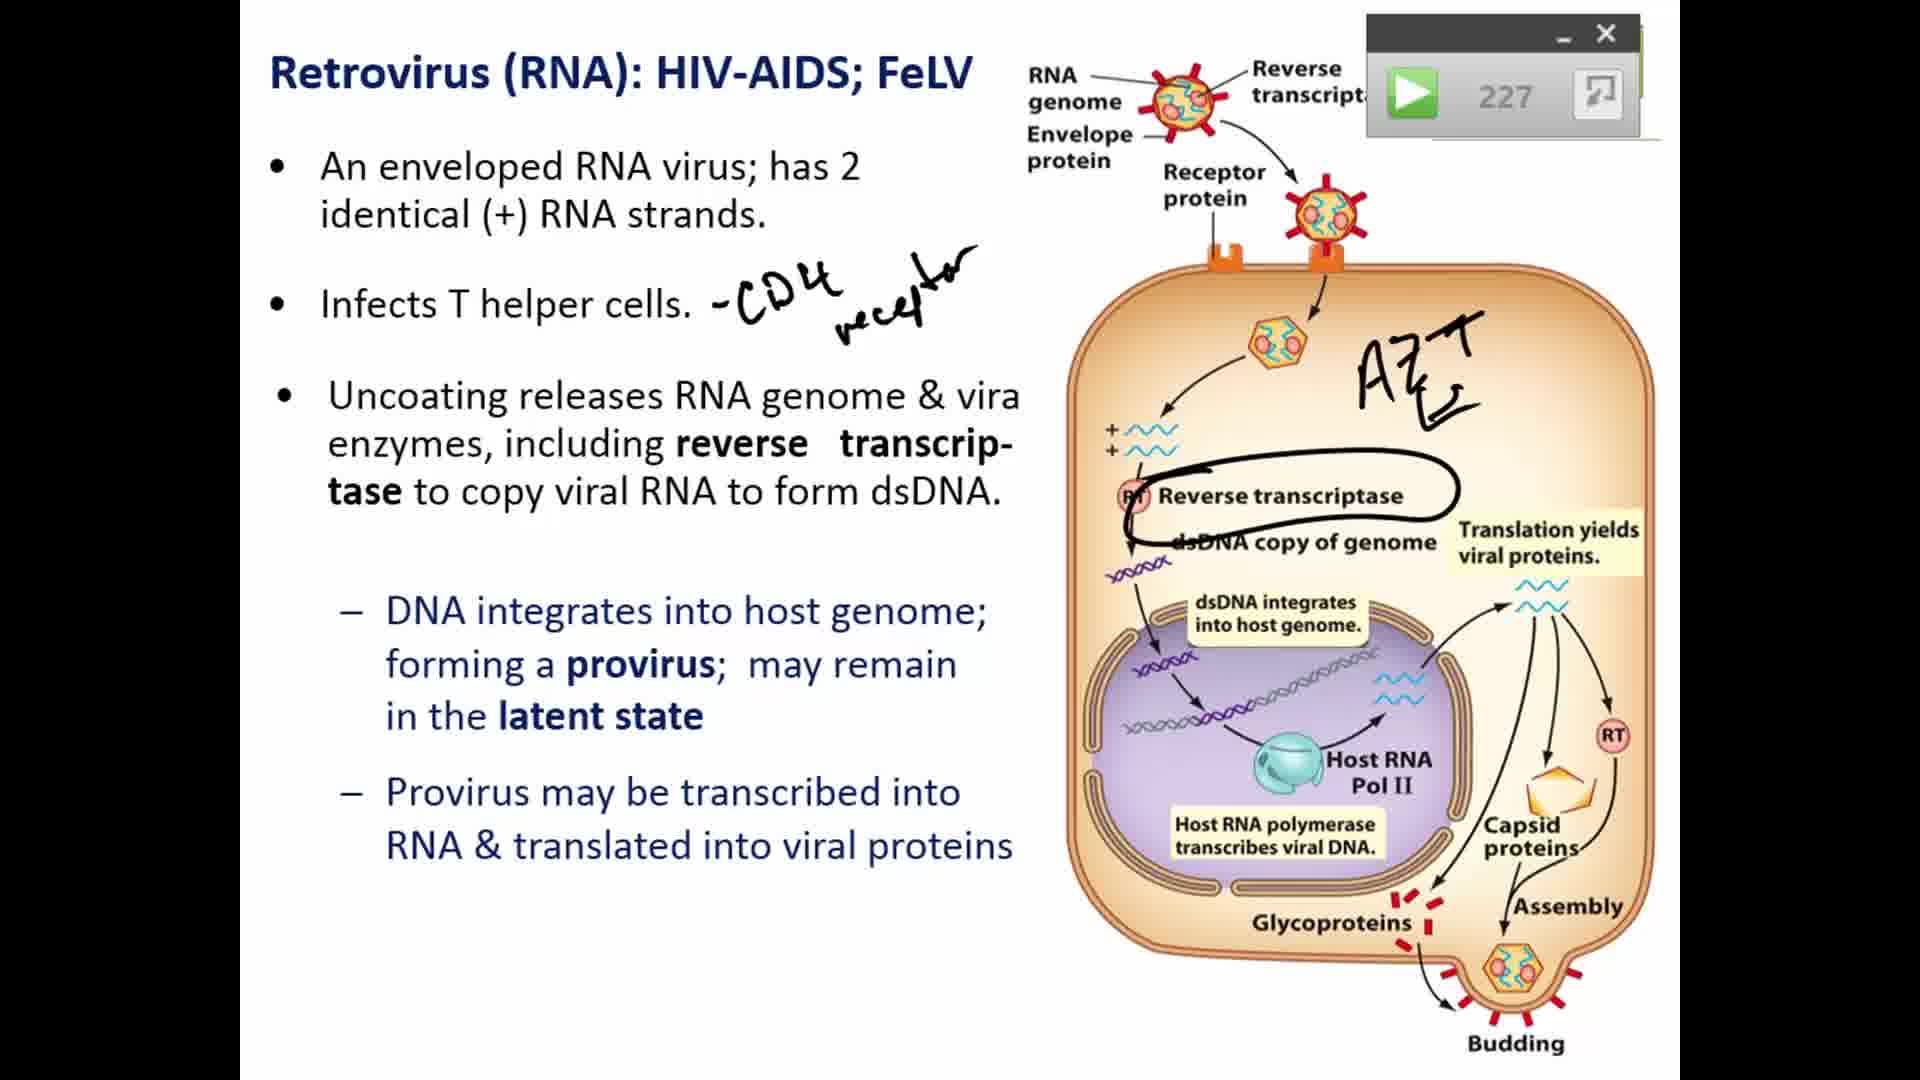 Retrovirus (RNA): HIV-AIDS; FeLV
• An enveloped RNA virus; has 2
identical (+) RNA strands.
• Infects T helper cells. -CD4
receptor
• Uncoating releases RNA genome & vira
enzymes, including reverse transcrip-
tase to copy viral RNA to form dsDNA.
– DNA integrates into host genome;
forming a provirus; may remain
in the latent state
– Provirus may be transcribed into
RNA & translated into viral proteins
RNA
genome
Envelope
protein
Reverse
transcript
227
Receptor
protein
AZT
+
+
RT Reverse transcriptase
dsDNA copy of genome
Translation yields
viral proteins.
dsDNA integrates
into host genome.
Host RNA
Pol II
Host RNA polymerase
transcribes viral DNA.
RT
Capsid
proteins
Assembly
Glycoproteins
Budding